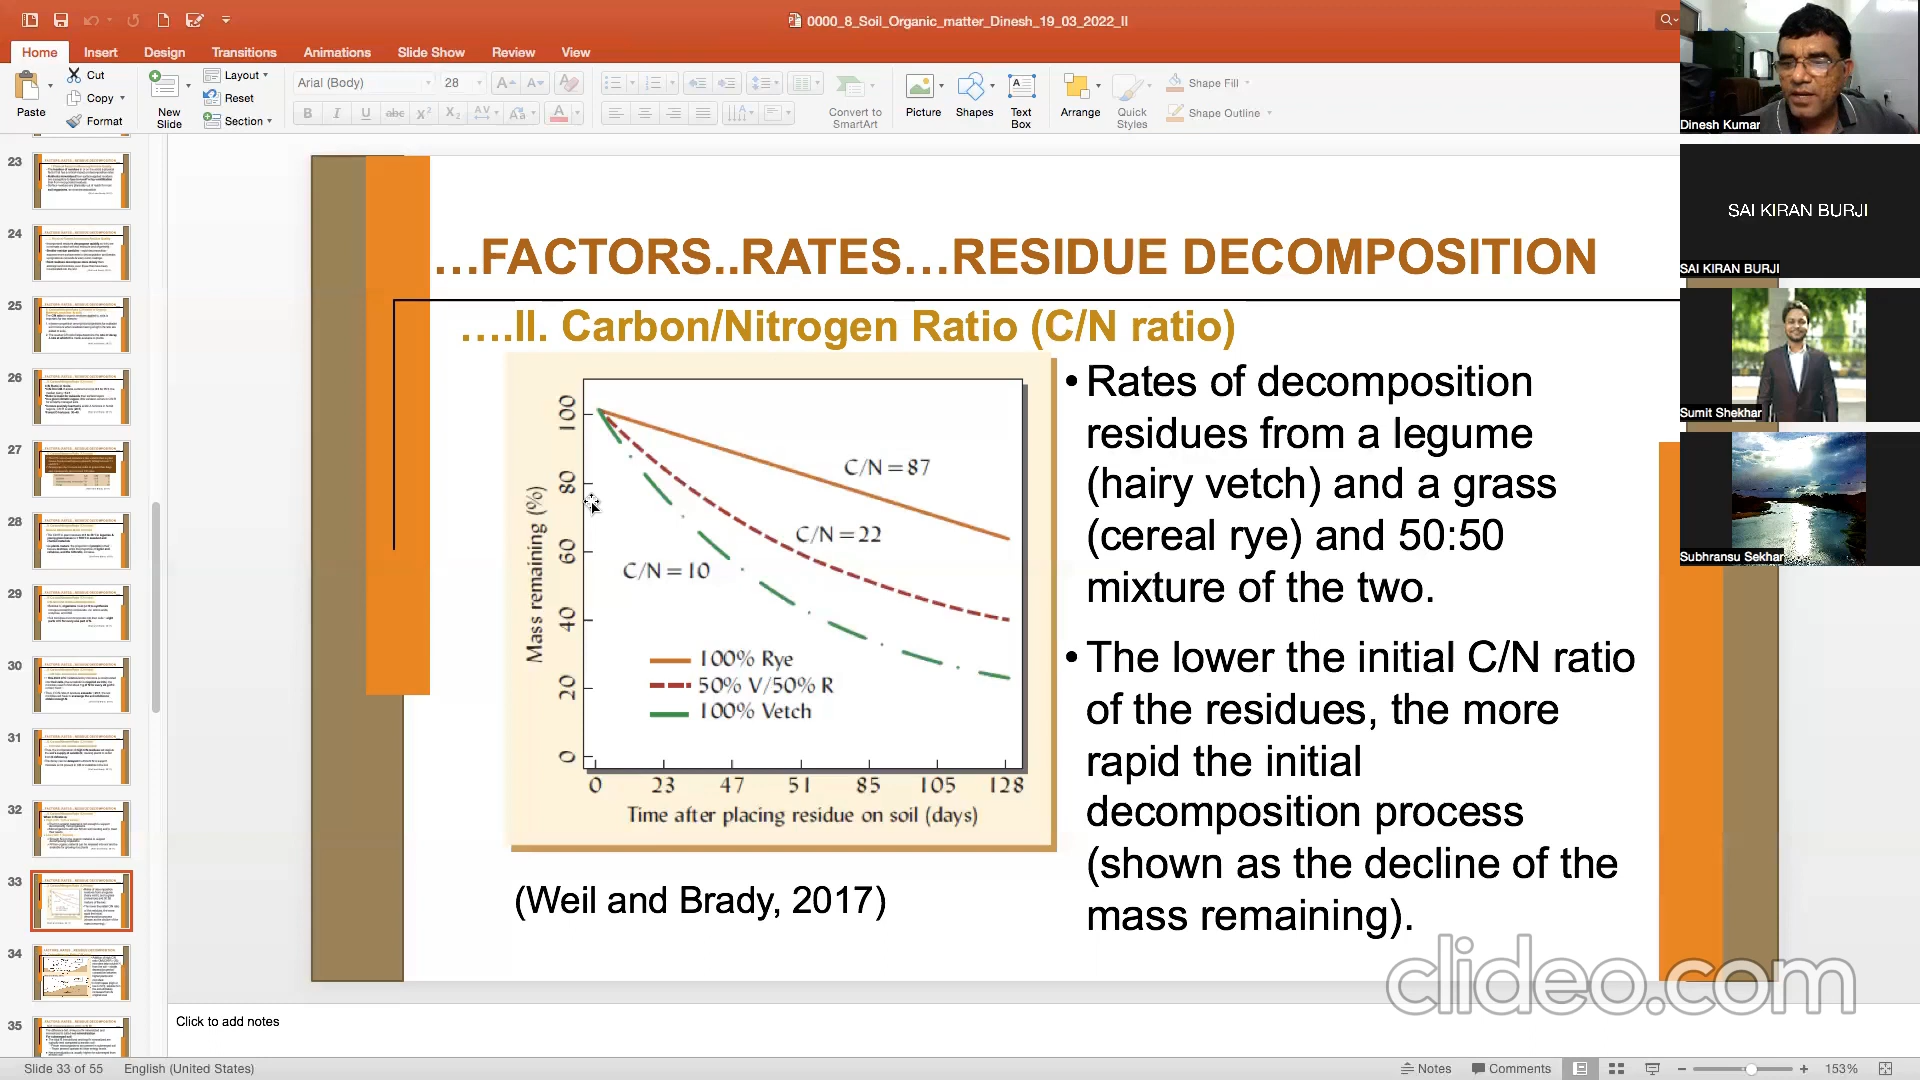 0000_8_Soil_Organic_matter_Dinesh_19_03_2022_II
Home Insert Design Transitions Animations Slide Show Review View
Paste
Cut
Copy
Format
New Slide
Layout
Reset
Section
Arial (Body) 28
Convert to SmartArt
Picture
Shapes
Text Box
Arrange
Quick Styles
Shape Fill
Shape Outline
Dinesh Kumar
SAI KIRAN BURJI
SAI KIRAN BURJI
Sumit Shekhar
Subhransu Sekhar
23
24
25
26
27
28
29
30
31
32
33
34
35
…FACTORS..RATES…RESIDUE DECOMPOSITION
….II. Carbon/Nitrogen Ratio (C/N ratio)
Mass remaining (%)
100
80
60
40
20
0
C/N=87
C/N=22
C/N=10
100% Rye
50% V/50% R
100% Vetch
0 23 47 51 85 105 128
Time after placing residue on soil (days)
(Weil and Brady, 2017)
•Rates of decomposition
residues from a legume
(hairy vetch) and a grass
(cereal rye) and 50:50
mixture of the two.
•The lower the initial C/N ratio
of the residues, the more
rapid the initial
decomposition process
(shown as the decline of the
mass remaining).
clideo.com
Click to add notes
Slide 33 of 55 English (United States)
Notes Comments 153%